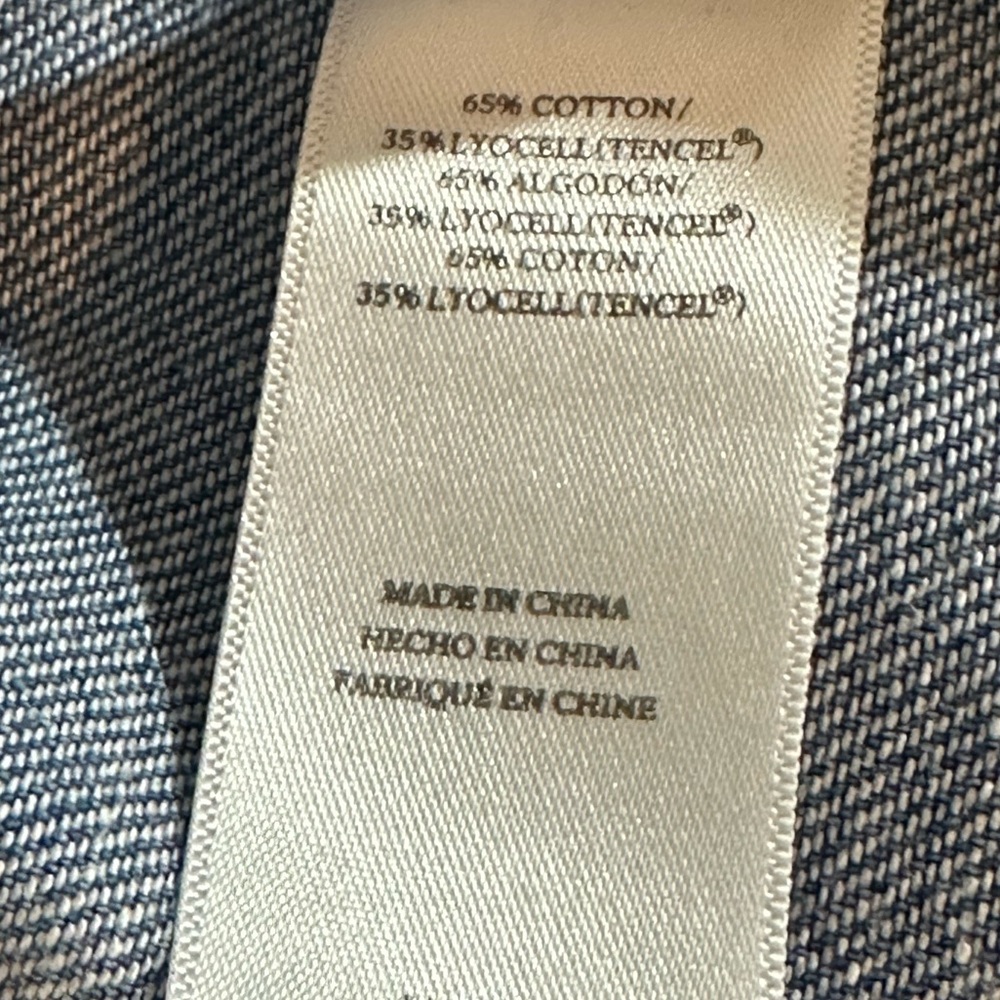 65% COTTON/
35% LYOCELL(TENCEL®)
65% ALGODÓN/
35% LYOCELL(TENCEL®)
65% COTON/
35% LYOCELL(TENCEL®)
MADE IN CHINA
HECHO EN CHINA
FABRIQUÉ EN CHINE